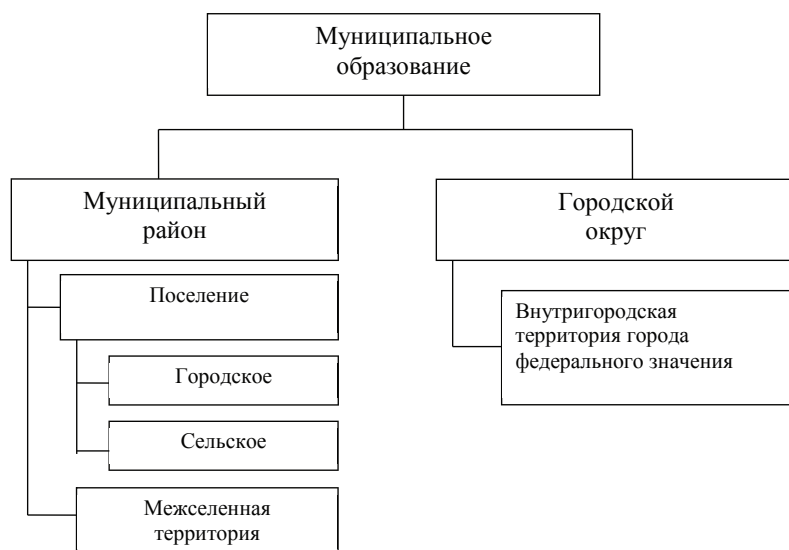 Муниципальное
образование
Муниципальный
район
Городской
округ
Поселение
Внутригородская
территория города
федерального значения
Городское
Сельское
Межселенная
территория